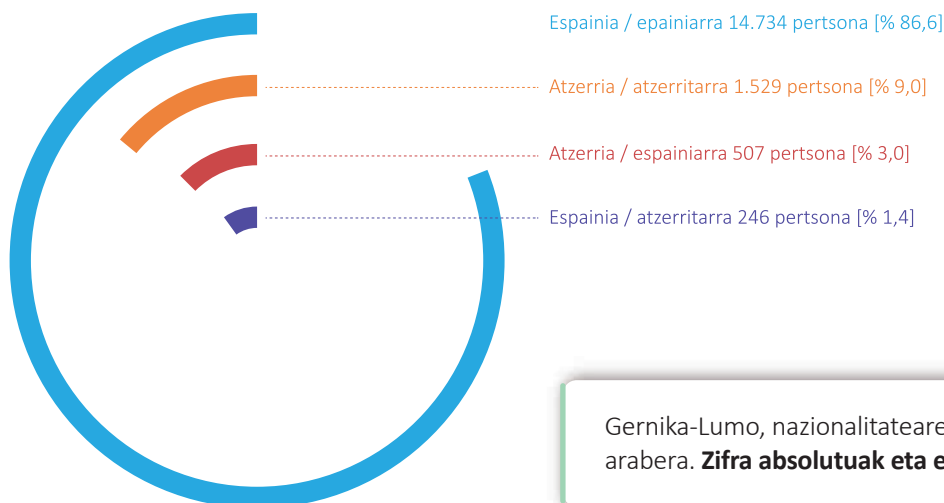 Espainia / epainiarra 14.734 pertsona [% 86,6]
Atzerria / atzerritarra 1.529 pertsona [% 9,0]
Atzerria / espainiarra 507 pertsona [% 3,0]
Espainia / atzerritarra 246 pertsona [% 1,4]
Gernika-Lumo, nazionalitateare
arabera. Zifra absolutuak eta e